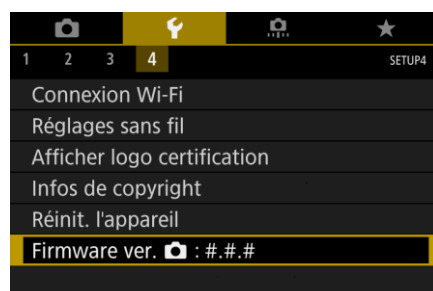 1 2 3 4 SETUP4
Connexion Wi-Fi
Réglages sans fil
Afficher logo certification
Infos de copyright
Réinit. l'appareil
Firmware ver. : #.#.#